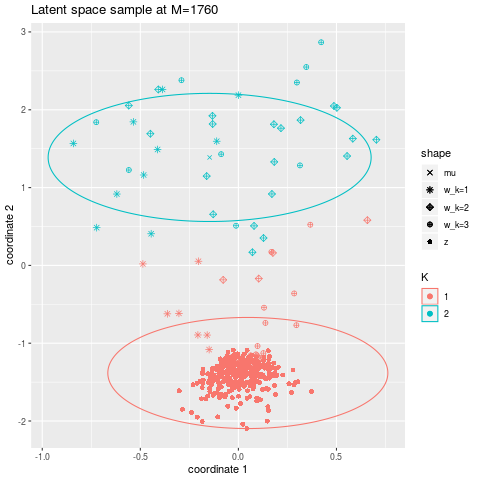 Latent space sample at M=1760
3
2
1
0
-1
-2
coordinate 2
-1.0
-0.5
0.0
0.5
coordinate 1
shape
mu
w_k=1
w_k=2
w_k=3
z
K
1
2